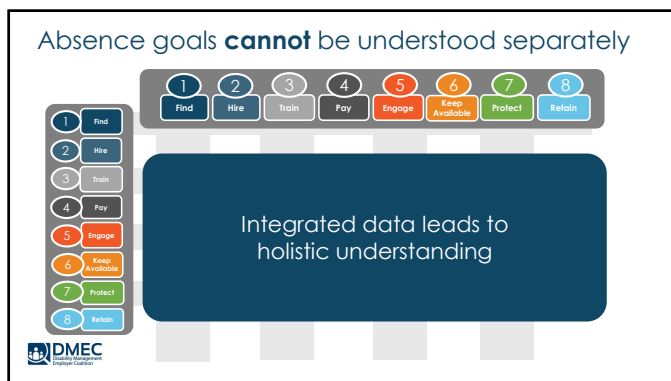 Absence goals cannot be understood separately
1 2 3 4 5 6 7 8
Find Hire Train Pay Engage Keep Available Protect Retain
1 Find
2 Hire
3 Train
4 Pay
5 Engage
6 Keep Available
7 Protect
8 Retain
Integrated data leads to
holistic understanding
DMEC
Disability Management
Employer Coalition